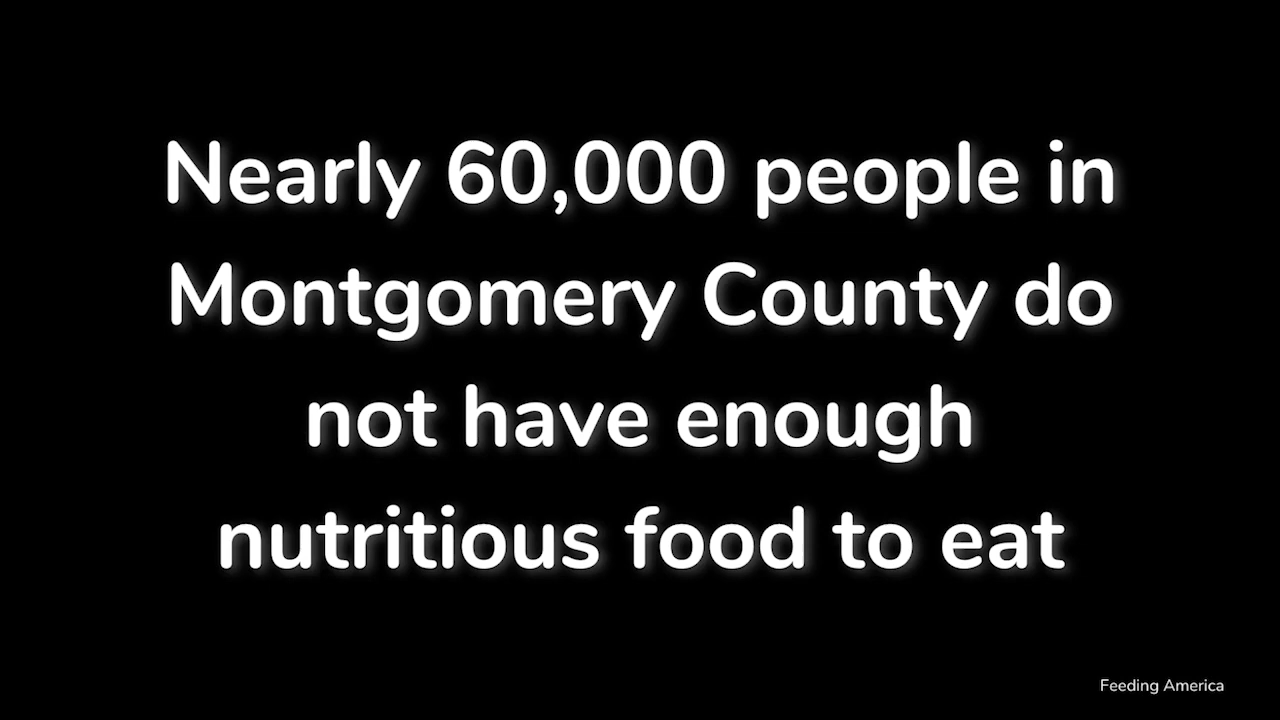 Nearly 60,000 people in
Montgomery County do
not have enough
nutritious food to eat
Feeding America